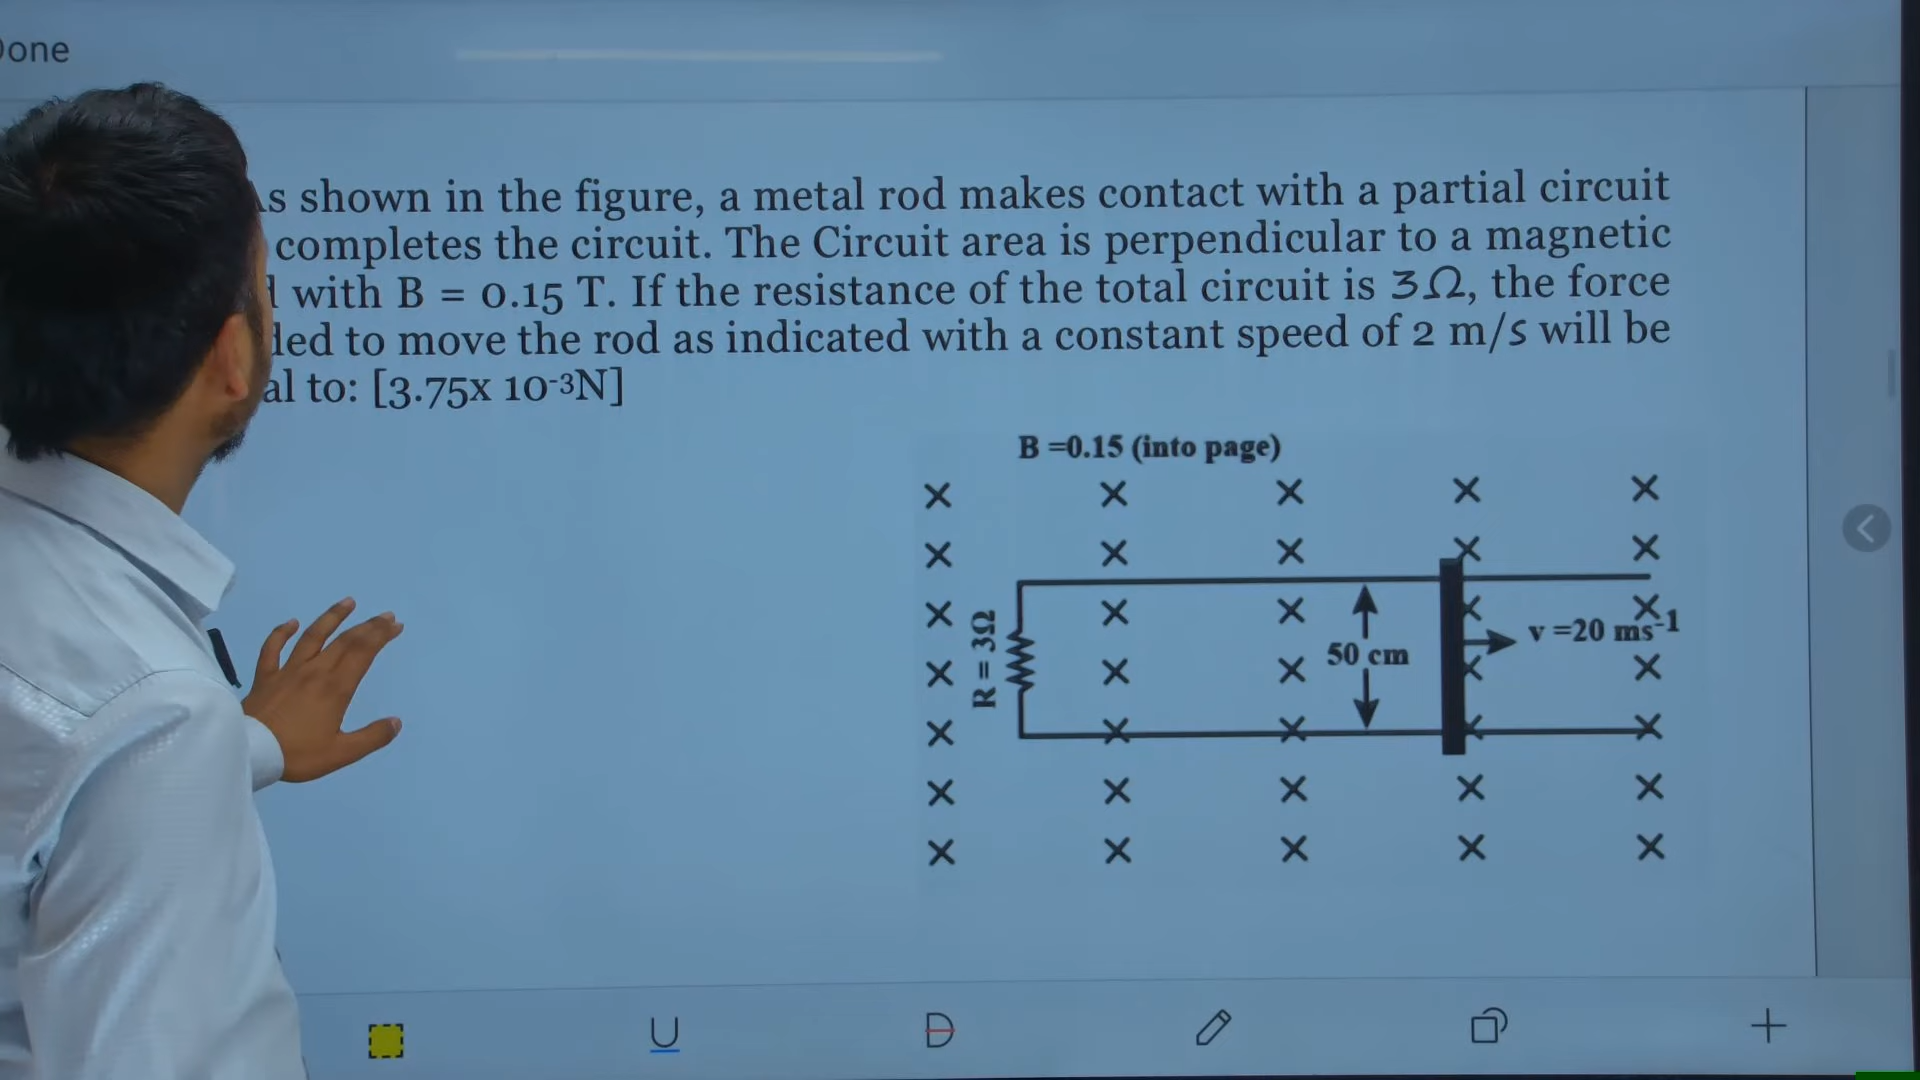 one
s shown in the figure, a metal rod makes contact with a partial circuit
completes the circuit. The Circuit area is perpendicular to a magnetic
with B = 0.15 T. If the resistance of the total circuit is 3Ω, the force
ed to move the rod as indicated with a constant speed of 2 m/s will be
al to: [3.75x 10-3N]
B =0.15 (into page)
R = 3Ω
50 cm
v =20 ms-1